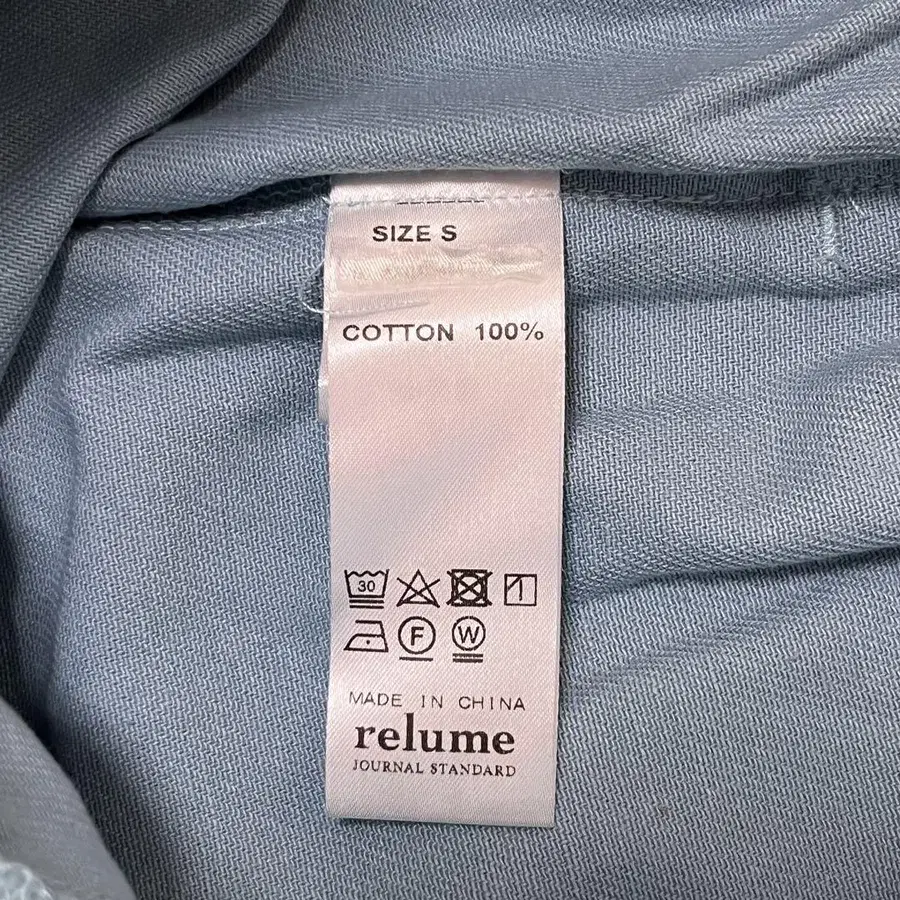 SIZE S
COTTON 100%
30
F W
MADE IN CHINA
relume
JOURNAL STANDARD